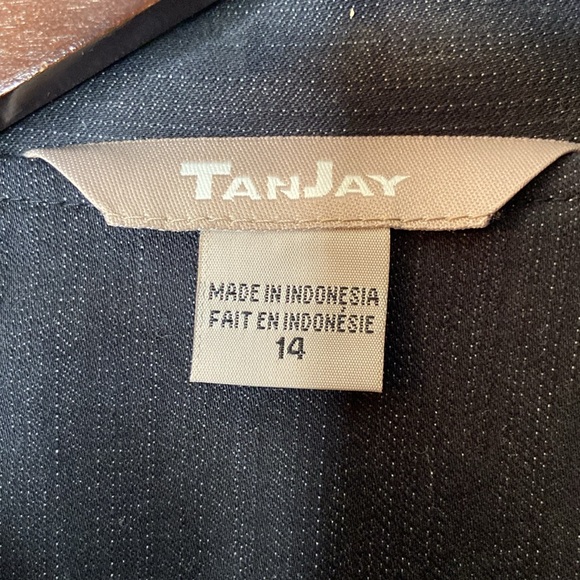 TANJAY
MADE IN INDONESIA
FAIT EN INDONÉSIE
14